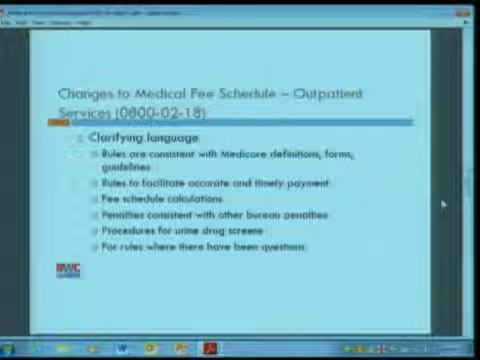 Changes to Medical Fee Schedule – Outpatient
Services (0800-02-18)
Clarifying language
Rules are consistent with Medicare definitions, forms,
guidelines
Rules to facilitate accurate and timely payment
Fee schedule calculations
Penalties consistent with other bureau penalties
Procedures for urine drug screens
For rules where there have been questions
BWC